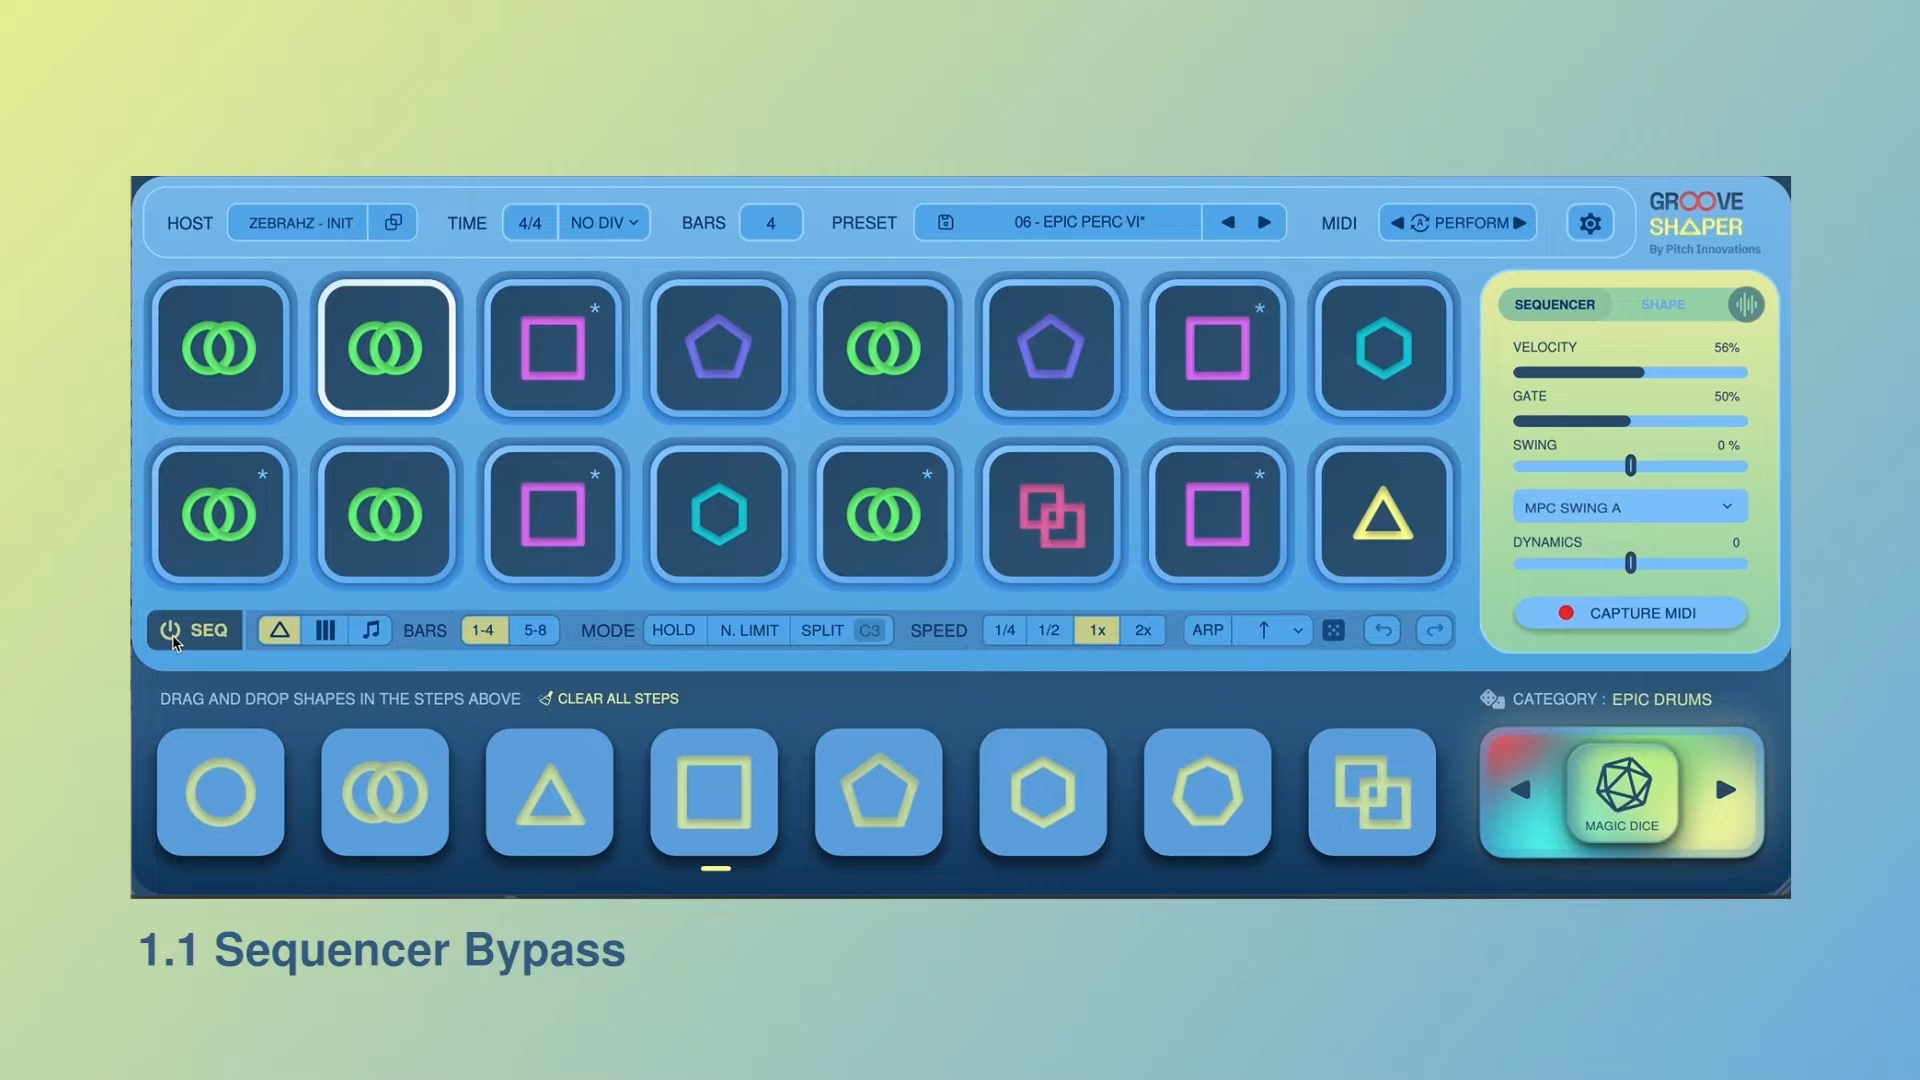 HOST ZEBRAHZ - INIT TIME 4/4 NO DIV BARS 4 PRESET 06 - EPIC PERC VI* MIDI PERFORM
GROOVE
SHAPER
By Pitch Innovations
SEQUENCER SHAPE
VELOCITY 56%
GATE 50%
SWING 0 %
MPC SWING A
DYNAMICS 0
CAPTURE MIDI
SEQ BARS 1-4 5-8 MODE HOLD N. LIMIT SPLIT C3 SPEED 1/4 1/2 1x 2x ARP
DRAG AND DROP SHAPES IN THE STEPS ABOVE CLEAR ALL STEPS
CATEGORY : EPIC DRUMS
MAGIC DICE
1.1 Sequencer Bypass